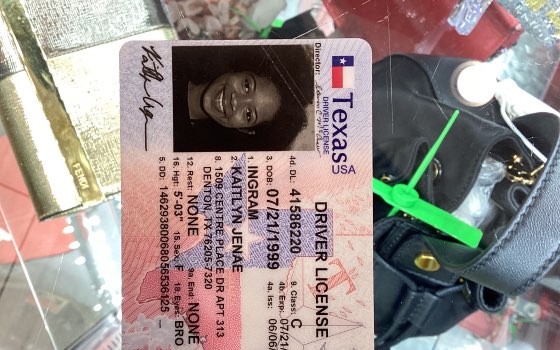 Texas USA
DRIVER LICENSE
Director:
DRIVER LICENSE
4d. DL: 41586220 9. Class: C
3. DOB: 07/21/1999 4b. Exp: 07/21/
4a. Iss: 06/06/
1. INGRAM
2. KAITLYN JENAE
8. 1509 CENTRE PLACE DR APT 313
DENTON, TX 76205-7320
12. Rest: NONE 9a. End: NONE
16. Hgt: 5'-03" 15. Sex: F 18. Eyes: BRO
5. DD: 14629380068056536125
FENDI